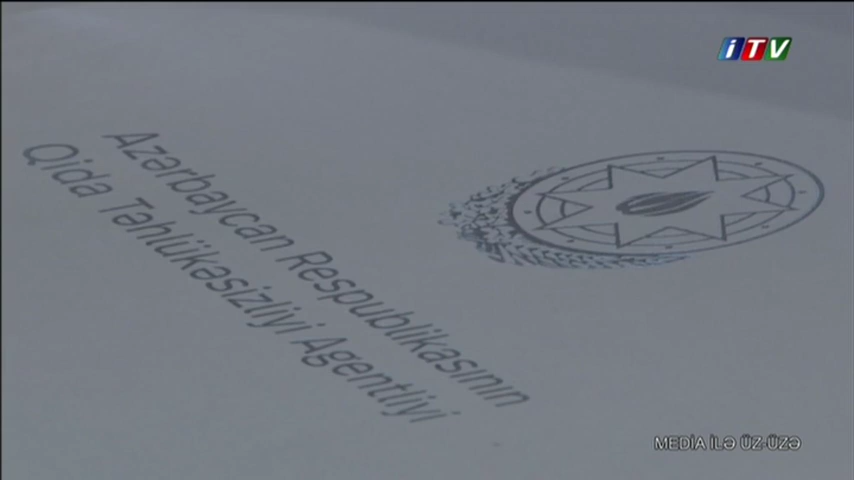 iTV
Azərbaycan Respublikasının
Qida Təhlükəsizliyi Agentliyi
MEDİA İLƏ ÜZ-ÜZƏ